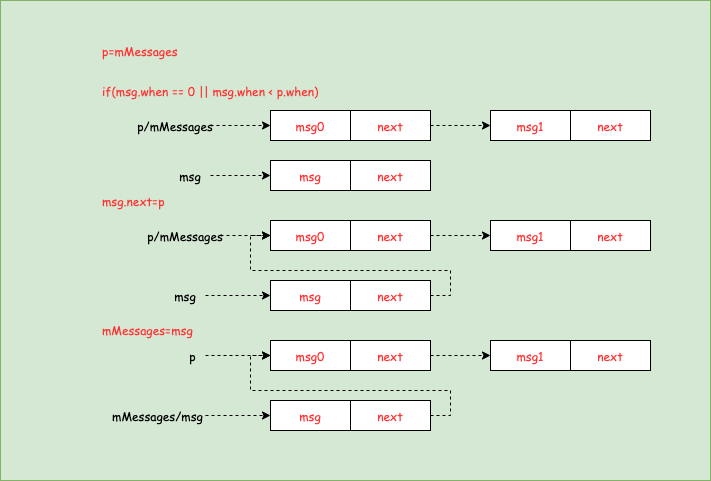 p=mMessages
if(msg.when == 0 || msg.when < p.when)
p/mMessages msg0 next msg1 next
msg msg next
msg.next=p
p/mMessages msg0 next msg1 next
msg msg next
mMessages=msg
p msg0 next msg1 next
mMessages/msg msg next